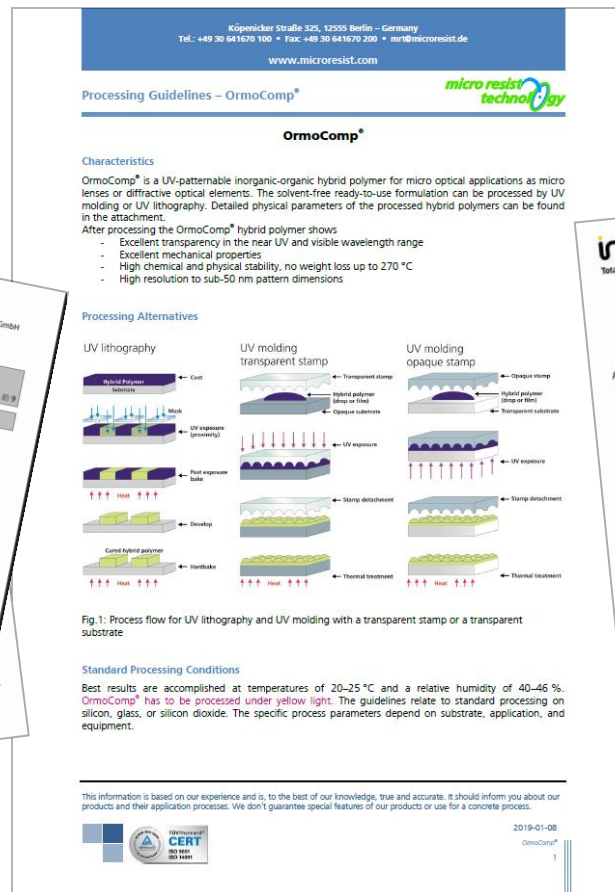 Köpenicker Straße 325, 12555 Berlin – Germany
Tel.: +49 30 641670 100 • Fax: +49 30 641670 200 • mrt@microresist.de
www.microresist.com
Processing Guidelines – OrmoComp®
micro resist
technology
OrmoComp®
Characteristics
OrmoComp® is a UV-patternable inorganic-organic hybrid polymer for micro optical applications as micro
lenses or diffractive optical elements. The solvent-free ready-to-use formulation can be processed by UV
molding or UV lithography. Detailed physical parameters of the processed hybrid polymers can be found
in the attachment.
After processing the OrmoComp® hybrid polymer shows
- Excellent transparency in the near UV and visible wavelength range
- Excellent mechanical properties
- High chemical and physical stability, no weight loss up to 270 °C
- High resolution to sub-50 nm pattern dimensions
Processing Alternatives
UV lithography
Hybrid Polymer
Substrate
Coat
Mask
UV exposure
(proximity)
Post exposure
bake
Heat
Develop
Cured hybrid polymer
Hardbake
Heat
UV molding
transparent stamp
Transparent stamp
Hybrid polymer
(drop or film)
Opaque substrate
UV exposure
Stamp detachment
Thermal treatment
Heat
UV molding
opaque stamp
Opaque stamp
Hybrid polymer
(drop or film)
Transparent substrate
UV exposure
Stamp detachment
Thermal treatment
Heat
Fig.1: Process flow for UV lithography and UV molding with a transparent stamp or a transparent
substrate
Standard Processing Conditions
Best results are accomplished at temperatures of 20–25 °C and a relative humidity of 40–46 %.
OrmoComp® has to be processed under yellow light. The guidelines relate to standard processing on
silicon, glass, or silicon dioxide. The specific process parameters depend on substrate, application, and
equipment.
This information is based on our experience and is, to the best of our knowledge, true and accurate. It should inform you about our
products and their application processes. We don't guarantee special features of our products or use for a concrete process.
TÜVRheinland
CERT
ISO 9001
ISO 14001
2019-01-08
OrmoComp®
1
GmbH